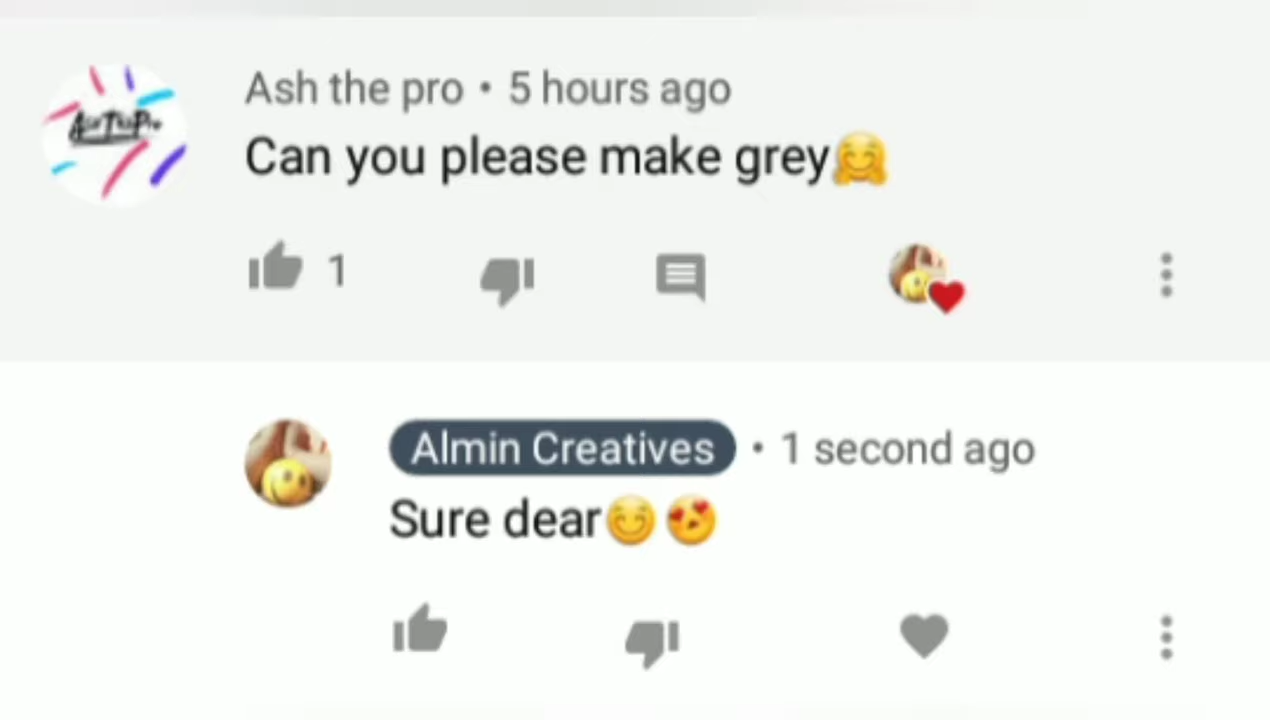 AshThePro
Ash the pro • 5 hours ago
Can you please make grey🤗
1
Almin Creatives • 1 second ago
Sure dear😊😍